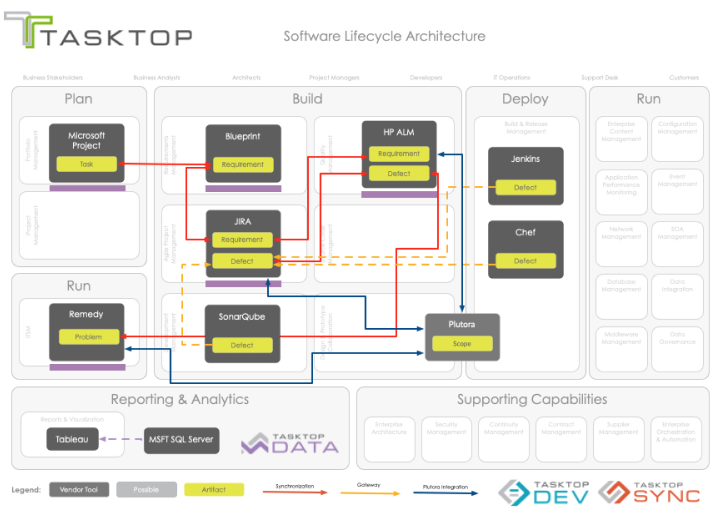 TASKTOP
Software Lifecycle Architecture
Business Stakeholders
Business Analysts
Architects
Project Managers
Developers
IT Operations
Support Desk
Customers
Plan
Build
Deploy
Run
Portfolio
Management
Microsoft
Project
Task
Project
Management
Requirements
Management
Blueprint
Requirement
Quality
Management
HP ALM
Requirement
Defect
Agile Project
Management
JIRA
Requirement
Defect
SonarQube
Defect
Management
Collaboration
Build & Release
Management
Jenkins
Defect
Chef
Defect
Plutora
Scope
Enterprise
Content
Management
Configuration
Management
Application
Performance
Monitoring
Event
Management
Network
Management
SOA
Management
Database
Management
Data
Integration
Middleware
Management
Data
Governance
Run
ITSM
Remedy
Problem
Reporting & Analytics
Reports & Visualization
Tableau
MSFT SQL Server
TASKTOP
DATA
Supporting Capabilities
Enterprise
Architecture
Security
Management
Continuity
Management
Contract
Management
Supplier
Management
Enterprise
Orchestration
& Automation
Legend:
Vendor Tool
Possible
Artifact
Synchronization
Gateway
Plutora Integration
TASKTOP
DEV
TASKTOP
SYNC